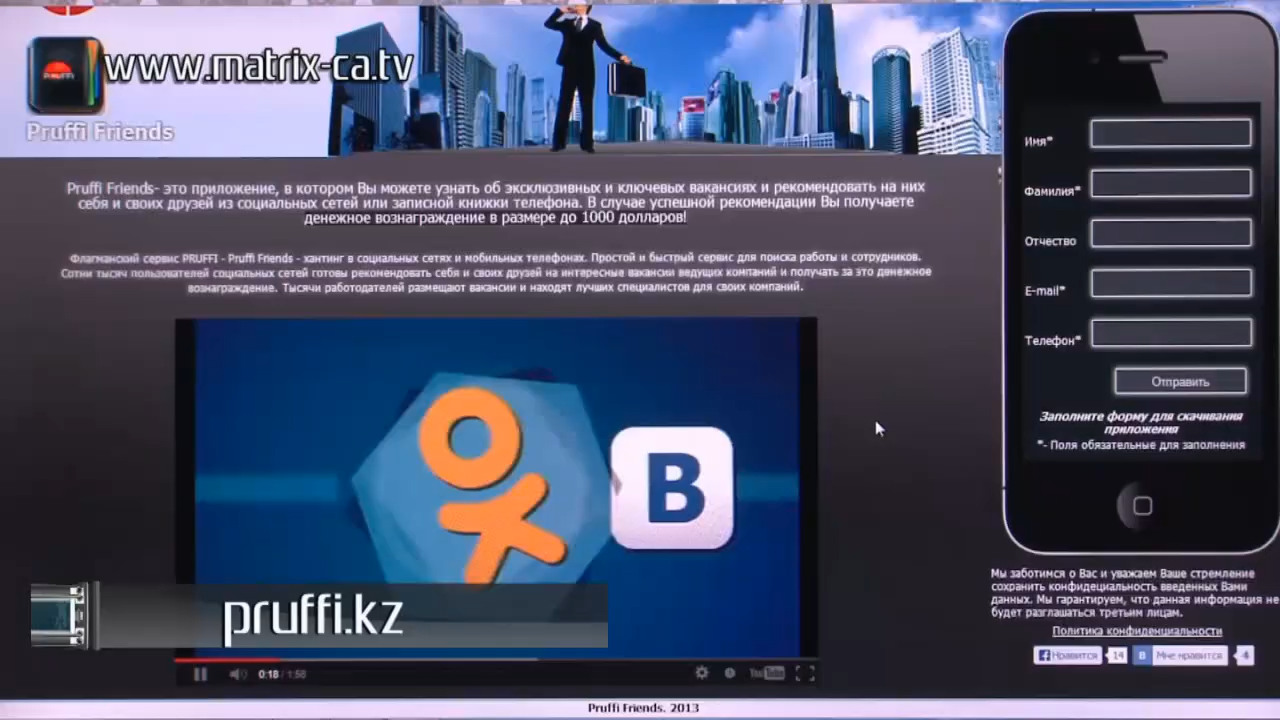 PRUFFI
www.matrix-ca.tv
Pruffi Friends
Pruffi Friends- это приложение, в котором Вы можете узнать об эксклюзивных и ключевых вакансиях и рекомендовать на них
себя и своих друзей из социальных сетей или записной книжки телефона. В случае успешной рекомендации Вы получаете
денежное вознаграждение в размере до 1000 долларов!
Флагманский сервис PRUFFI - Pruffi Friends - хантинг в социальных сетях и мобильных телефонах. Простой и быстрый сервис для поиска работы и сотрудников.
Сотни тысяч пользователей социальных сетей готовы рекомендовать себя и своих друзей на интересные вакансии ведущих компаний и получать за это денежное
вознаграждение. Тысячи работодателей размещают вакансии и находят лучших специалистов для своих компаний.
В
pruffi.kz
0:18 / 1:58
YouTube
Имя*
Фамилия*
Отчество
E-mail*
Телефон*
Отправить
Заполните форму для скачивания
приложения
*- Поля обязательные для заполнения
Мы заботимся о Вас и уважаем Ваше стремление
сохранить конфидециальность введенных Вами
данных. Мы гарантируем, что данная информация не
будет разглашаться третьим лицам.
Политика конфиденциальности
Нравится 14 В Мне нравится 4
Pruffi Friends. 2013